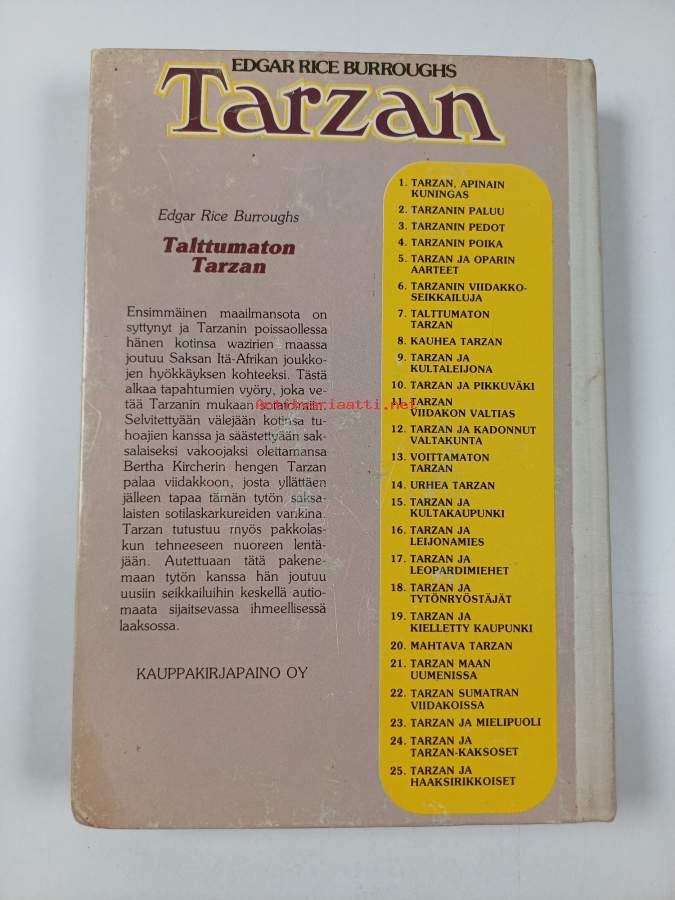 EDGAR RICE BURROUGHS
Tarzan
Edgar Rice Burroughs
Talttumaton
Tarzan
Ensimmäinen maailmansota on
syttynyt ja Tarzanin poissaollessa
hänen kotinsa wazirien maassa
joutuu Saksan Itä-Afrikan joukko-
jen hyökkäyksen kohteeksi. Tästä
alkaa tapahtumien vyöry, joka ve-
tää Tarzanin mukaan
Selvitettyään välejään kotinsa tu-
hoajien kanssa ja säästettyään sak-
salaiseksi vakoojaksi olettamansa
Bertha Kircherin hengen Tarzan
palaa viidakkoon, josta yllättäen
jälleen tapaa tämän tytön saksa-
laisten sotilaskarkureiden vankina.
Tarzan tutustuu myös pakkolas-
kun tehneeseen nuoreen lentä-
jään. Autettuaan tätä pakene-
maan tytön kanssa hän joutuu
uusiin seikkailuihin keskellä autio-
maata sijaitsevassa ihmeellisessä
laaksossa.
KAUPPAKIRJAPAINO OY
1. TARZAN, APINAIN
KUNINGAS
2. TARZANIN PALUU
3. TARZANIN PEDOT
4. TARZANIN POIKA
5. TARZAN JA OPARIN
AARTEET
6. TARZANIN VIIDAKKO-
SEIKKAILUJA
7. TALTTUMATON
TARZAN
8. KAUHEA TARZAN
9. TARZAN JA
KULTALEIJONA
10. TARZAN JA PIKKUVÄKI
11. TARZAN
VIIDAKON VALTIAS
12. TARZAN JA KADONNUT
VALTAKUNTA
13. VOITTAMATON
TARZAN
14. URHEA TARZAN
15. TARZAN JA
KULTAKAUPUNKI
16. TARZAN JA
LEIJONAMIES
17. TARZAN JA
LEOPARDIMIEHET
18. TARZAN JA
TYTÖNRYÖSTÄJÄT
19. TARZAN JA
KIELLETTY KAUPUNKI
20. MAHTAVA TARZAN
21. TARZAN MAAN
UUMENISSA
22. TARZAN SUMATRAN
VIIDAKOISSA
23. TARZAN JA MIELIPUOLI
24. TARZAN JA
TARZAN-KAKSOSET
25. TARZAN JA
HAAKSIRIKKOISET
antikvariaatti.net